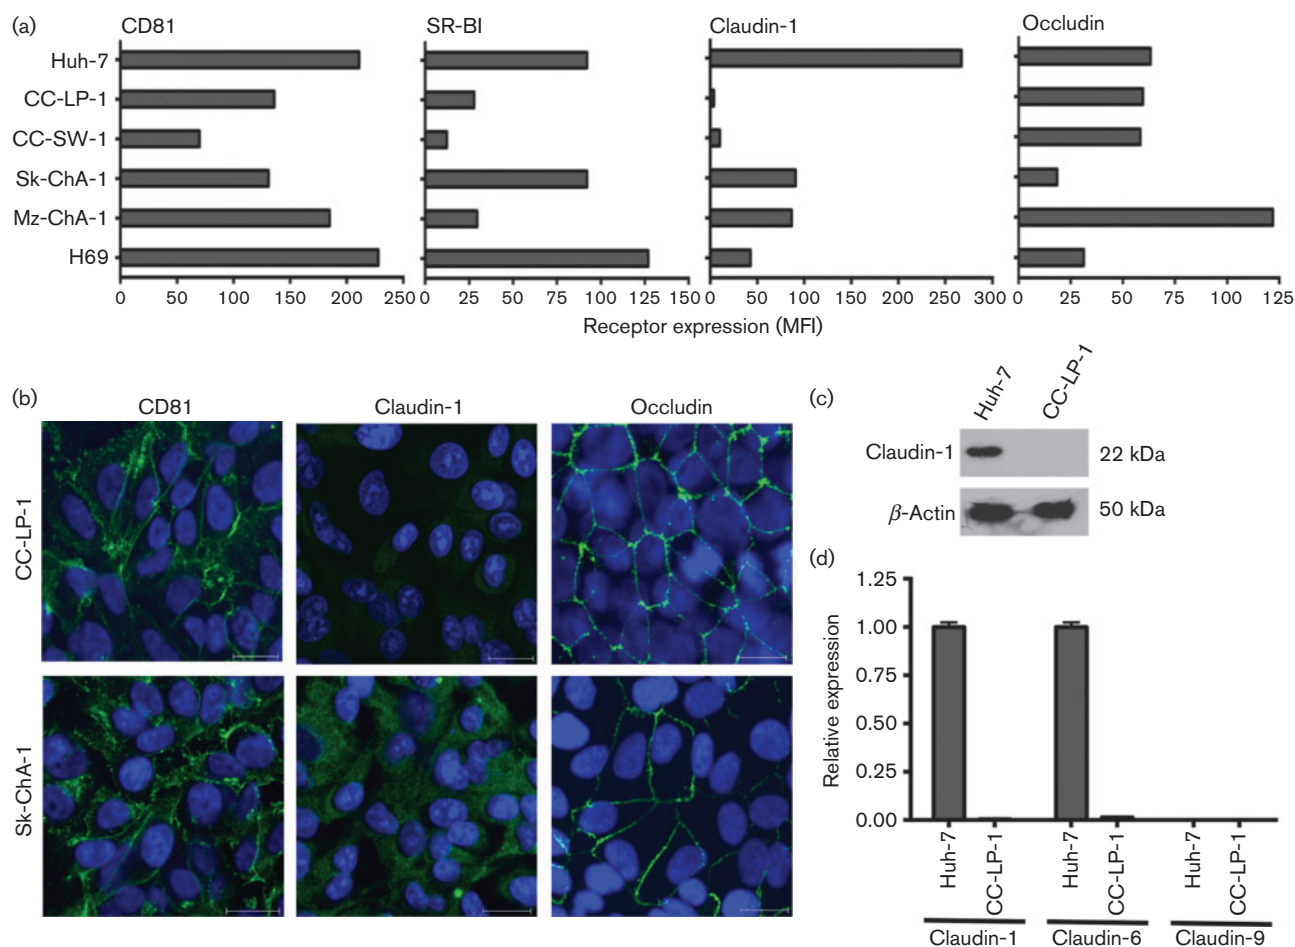 (a)
CD81 SR-BI Claudin-1 Occludin
Huh-7
CC-LP-1
CC-SW-1
Sk-ChA-1
Mz-ChA-1
H69
0 50 100 150 200 250 0 25 50 75 100 125 150 0 50 100 150 200 250 300 0 25 50 75 100 125
Receptor expression (MFI)
(b)
CD81 Claudin-1 Occludin
CC-LP-1
Sk-ChA-1
(c)
Huh-7 CC-LP-1
Claudin-1 22 kDa
β-Actin 50 kDa
(d)
Relative expression
1.25
1.00
0.75
0.50
0.25
0.00
Huh-7 CC-LP-1 Huh-7 CC-LP-1 Huh-7 CC-LP-1
Claudin-1 Claudin-6 Claudin-9